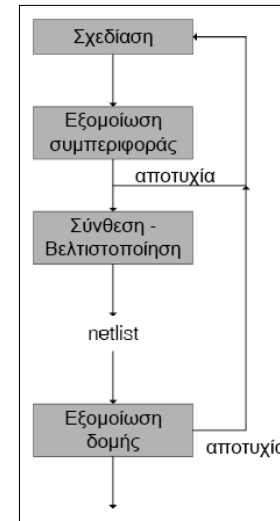 Σχεδίαση
Εξομοίωση
συμπεριφοράς
αποτυχία
Σύνθεση -
Βελτιστοποίηση
netlist
Εξομοίωση
δομής
αποτυχία